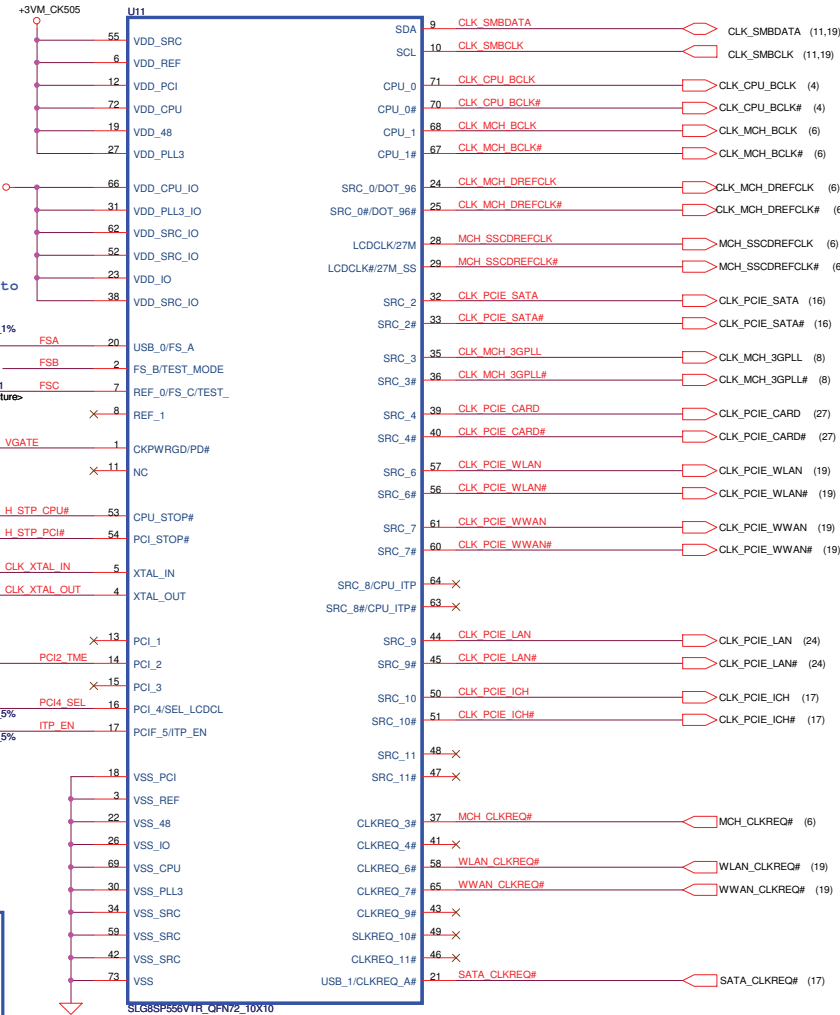 +3VM_CK505
U11
55 VDD_SRC
6 VDD_REF
12 VDD_PCI
72 VDD_CPU
19 VDD_48
27 VDD_PLL3
66 VDD_CPU_IO
31 VDD_PLL3_IO
62 VDD_SRC_IO
52 VDD_SRC_IO
23 VDD_IO
38 VDD_SRC_IO
to
1%
FSA 20 USB_0/FS_A
FSB 2 FS_B/TEST_MODE
1 FSC 7 REF_0/FS_C/TEST_
ture>
8 REF_1
VGATE 1 CKPWRGD/PD#
11 NC
H_STP_CPU# 53 CPU_STOP#
H_STP_PCI# 54 PCI_STOP#
CLK_XTAL_IN 5 XTAL_IN
CLK_XTAL_OUT 4 XTAL_OUT
13 PCI_1
PCI2_TME 14 PCI_2
15 PCI_3
PCI4_SEL 16 PCI_4/SEL_LCDCL
5%
ITP_EN 17 PCIF_5/ITP_EN
5%
18 VSS_PCI
3 VSS_REF
22 VSS_48
26 VSS_IO
69 VSS_CPU
30 VSS_PLL3
34 VSS_SRC
59 VSS_SRC
42 VSS_SRC
73 VSS
SDA 9 CLK_SMBDATA CLK_SMBDATA (11,19)
SCL 10 CLK_SMBCLK CLK_SMBCLK (11,19)
CPU_0 71 CLK_CPU_BCLK CLK_CPU_BCLK (4)
CPU_0# 70 CLK_CPU_BCLK# CLK_CPU_BCLK# (4)
CPU_1 68 CLK_MCH_BCLK CLK_MCH_BCLK (6)
CPU_1# 67 CLK_MCH_BCLK# CLK_MCH_BCLK# (6)
SRC_0/DOT_96 24 CLK_MCH_DREFCLK CLK_MCH_DREFCLK (6)
SRC_0#/DOT_96# 25 CLK_MCH_DREFCLK# CLK_MCH_DREFCLK# (6
LCDCLK/27M 28 MCH_SSCDREFCLK MCH_SSCDREFCLK (6)
LCDCLK#/27M_SS 29 MCH_SSCDREFCLK# MCH_SSCDREFCLK# (6
SRC_2 32 CLK_PCIE_SATA CLK_PCIE_SATA (16)
SRC_2# 33 CLK_PCIE_SATA# CLK_PCIE_SATA# (16)
SRC_3 35 CLK_MCH_3GPLL CLK_MCH_3GPLL (8)
SRC_3# 36 CLK_MCH_3GPLL# CLK_MCH_3GPLL# (8)
SRC_4 39 CLK_PCIE_CARD CLK_PCIE_CARD (27)
SRC_4# 40 CLK_PCIE_CARD# CLK_PCIE_CARD# (27)
SRC_6 57 CLK_PCIE_WLAN CLK_PCIE_WLAN (19)
SRC_6# 56 CLK_PCIE_WLAN# CLK_PCIE_WLAN# (19)
SRC_7 61 CLK_PCIE_WWAN CLK_PCIE_WWAN (19)
SRC_7# 60 CLK_PCIE_WWAN# CLK_PCIE_WWAN# (19)
SRC_8/CPU_ITP 64
SRC_8#/CPU_ITP# 63
SRC_9 44 CLK_PCIE_LAN CLK_PCIE_LAN (24)
SRC_9# 45 CLK_PCIE_LAN# CLK_PCIE_LAN# (24)
SRC_10 50 CLK_PCIE_ICH CLK_PCIE_ICH (17)
SRC_10# 51 CLK_PCIE_ICH# CLK_PCIE_ICH# (17)
SRC_11 48
SRC_11# 47
CLKREQ_3# 37 MCH_CLKREQ# MCH_CLKREQ# (6)
CLKREQ_4# 41
CLKREQ_6# 58 WLAN_CLKREQ# WLAN_CLKREQ# (19)
CLKREQ_7# 65 WWAN_CLKREQ# WWAN_CLKREQ# (19)
CLKREQ_9# 43
SLKREQ_10# 49
CLKREQ_11# 46
USB_1/CLKREQ_A# 21 SATA_CLKREQ# SATA_CLKREQ# (17)
SLG8SP556VTR_QFN72_10X10